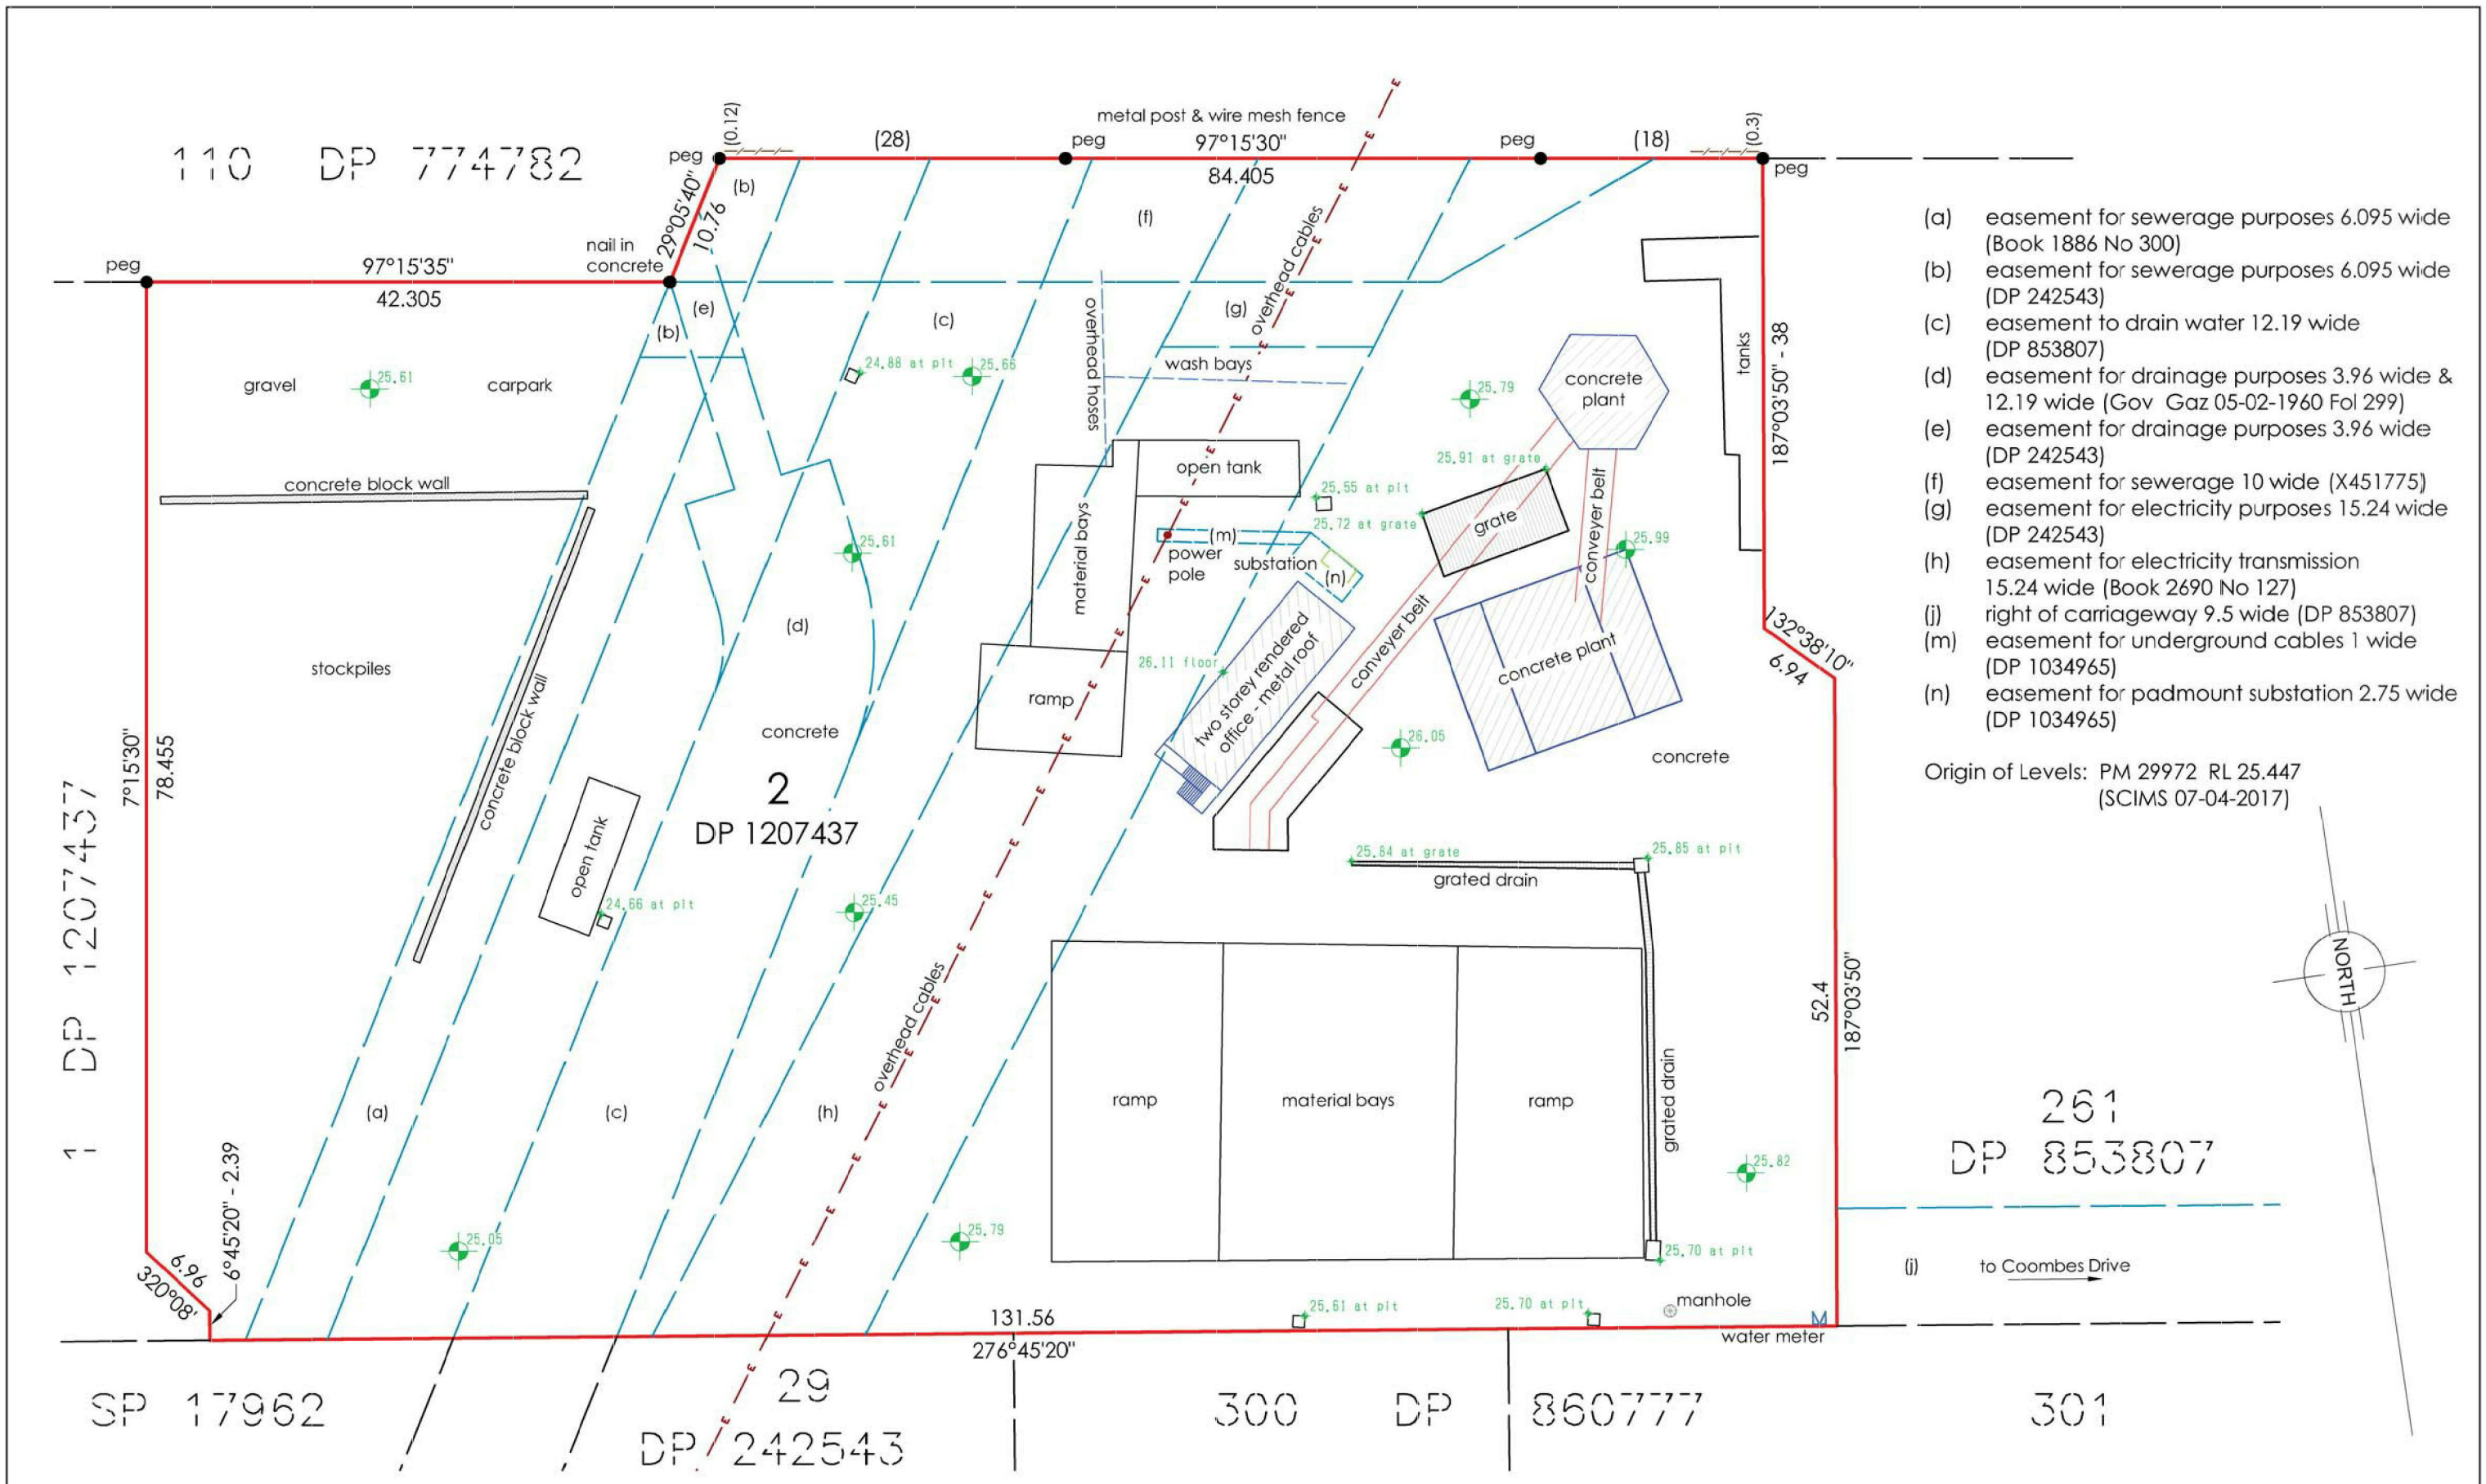 110 DP 774782
peg
(0.12)
(28)
metal post & wire mesh fence
peg
97°15'30"
84.405
peg
(18)
(0.3)
peg
(b)
29°05'40"
10.76
nail in
concrete
peg
97°15'35"
42.305
(f)
overhead cables
(e)
(b)
(c)
(g)
overhead hoses
wash bays
24.88 at pit
25.66
gravel
25.61
carpark
25.79
concrete
plant
tanks
187°03'50" - 38
concrete block wall
open tank
25.91 at grate
25.55 at pit
25.72 at grate
grate
conveyer belt
25.99
material bays
(m)
power
pole
substation
(n)
25.61
(d)
stockpiles
concrete block wall
26.11 floor
two storey rendered
office - metal roof
conveyer belt
concrete plant
132°38'10"
6.94
ramp
concrete
26.05
concrete
7°15'30"
78.455
2
DP 1207437
open tank
24.66 at pit
25.45
25.84 at grate
25.85 at pit
grated drain
1 DP 1207437
overhead cables
52.4
187°03'50"
(a)
(c)
(h)
ramp
material bays
ramp
grated drain
25.82
6°45'20" - 2.39
6.96
320°08'
25.05
25.79
25.70 at pit
25.61 at pit
25.70 at pit
manhole
M
water meter
131.56
276°45'20"
261
DP 853807
(j) to Coombes Drive
SP 17962
29
DP 242543
300 DP 860777
301
(a) easement for sewerage purposes 6.095 wide
(Book 1886 No 300)
(b) easement for sewerage purposes 6.095 wide
(DP 242543)
(c) easement to drain water 12.19 wide
(DP 853807)
(d) easement for drainage purposes 3.96 wide &
12.19 wide (Gov Gaz 05-02-1960 Fol 299)
(e) easement for drainage purposes 3.96 wide
(DP 242543)
(f) easement for sewerage 10 wide (X451775)
(g) easement for electricity purposes 15.24 wide
(DP 242543)
(h) easement for electricity transmission
15.24 wide (Book 2690 No 127)
(j) right of carriageway 9.5 wide (DP 853807)
(m) easement for underground cables 1 wide
(DP 1034965)
(n) easement for padmount substation 2.75 wide
(DP 1034965)
Origin of Levels: PM 29972 RL 25.447
(SCIMS 07-04-2017)
NORTH